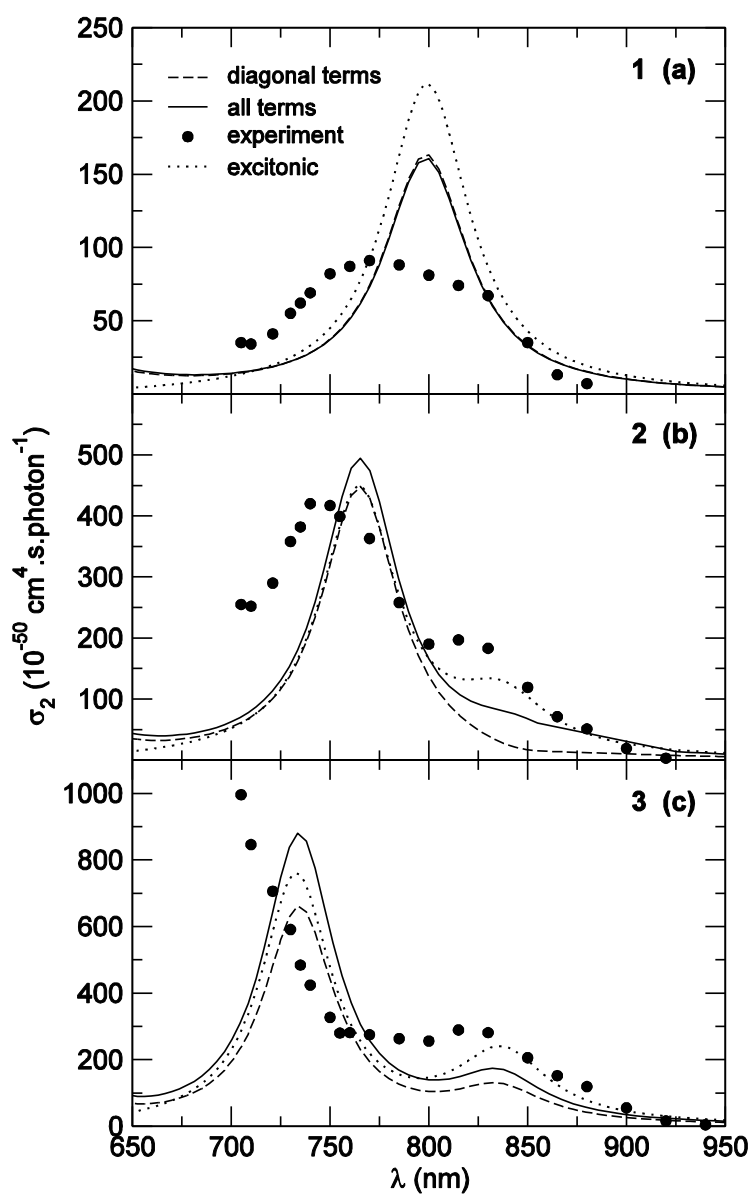 250
200
150
100
50
1 (a)
diagonal terms
all terms
experiment
excitonic
500
400
300
200
100
2 (b)
σ2 (10-50 cm4.s.photon-1)
1000
800
600
400
200
0
3 (c)
650 700 750 800 850 900 950
λ (nm)